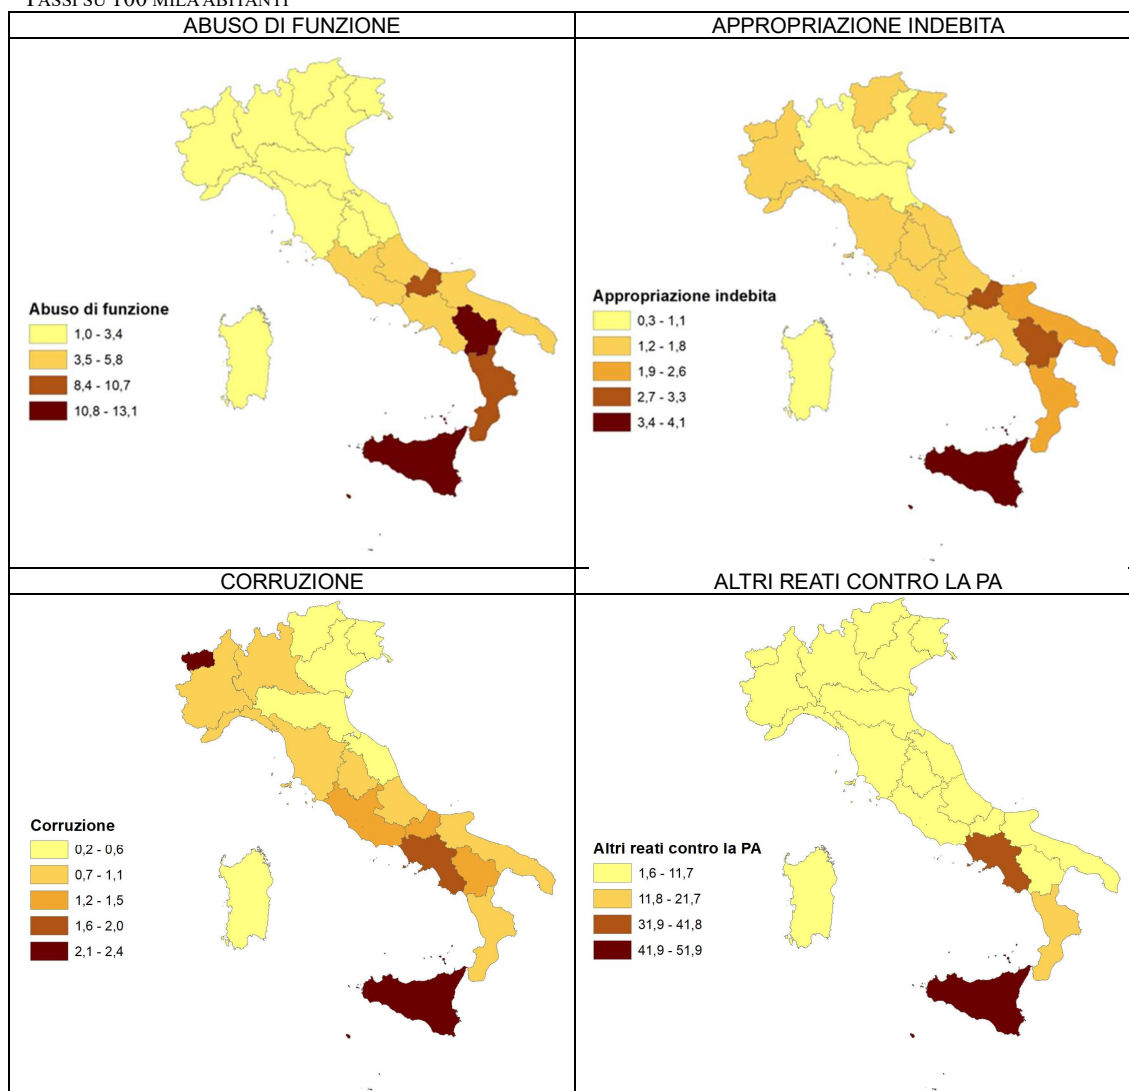 TASSI SU 100 MILA ABITANTI
ABUSO DI FUNZIONE
APPROPRIAZIONE INDEBITA
Abuso di funzione
1,0 - 3,4
3,5 - 5,8
8,4 - 10,7
10,8 - 13,1
Appropriazione indebita
0,3 - 1,1
1,2 - 1,8
1,9 - 2,6
2,7 - 3,3
3,4 - 4,1
CORRUZIONE
ALTRI REATI CONTRO LA PA
Corruzione
0,2 - 0,6
0,7 - 1,1
1,2 - 1,5
1,6 - 2,0
2,1 - 2,4
Altri reati contro la PA
1,6 - 11,7
11,8 - 21,7
31,9 - 41,8
41,9 - 51,9